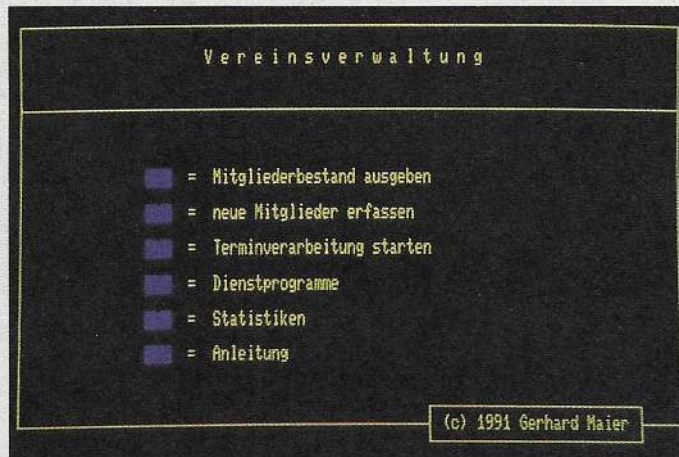 Vereinsverwaltung
= Mitgliederbestand ausgeben
= neue Mitglieder erfassen
= Terminverarbeitung starten
= Dienstprogramme
= Statistiken
= Anleitung
(c) 1991 Gerhard Maier